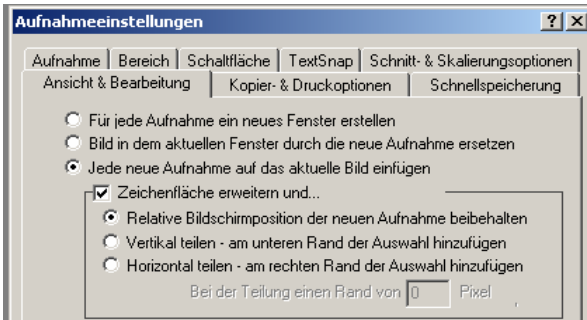 Aufnahmeeinstellungen
Aufnahme Bereich Schaltfläche TextSnap Schnitt- & Skalierungsoptionen
Ansicht & Bearbeitung Kopier- & Druckoptionen Schnellspeicherung
Für jede Aufnahme ein neues Fenster erstellen
Bild in dem aktuellen Fenster durch die neue Aufnahme ersetzen
Jede neue Aufnahme auf das aktuelle Bild einfügen
Zeichenfläche erweitern und...
Relative Bildschirmposition der neuen Aufnahme beibehalten
Vertikal teilen - am unteren Rand der Auswahl hinzufügen
Horizontal teilen - am rechten Rand der Auswahl hinzufügen
Bei der Teilung einen Rand von 0 Pixel